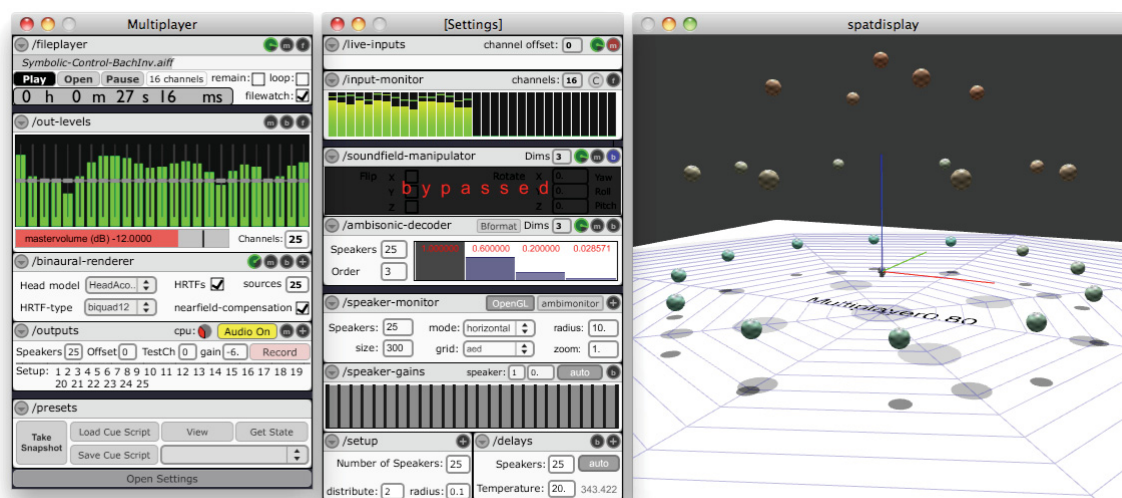 Multiplayer
/fileplayer
m
r
Symbolic-Control-BachInv.aiff
Play Open Pause 16 channels remain: loop:
0 h 0 m 27 s 16 ms filewatch:
/out-levels
m b r
mastervolume (dB) -12.0000 Channels: 25
/binaural-renderer
m b +
Head model HeadAco.. HRTFs sources 25
HRTF-type biquad12 nearfield-compensation
/outputs cpu: Audio On m +
Speakers 25 Offset 0 TestCh 0 gain -6. Record
Setup: 1 2 3 4 5 6 7 8 9 10 11 12 13 14 15 16 17 18 19
20 21 22 23 24 25
/presets
Take Snapshot
Load Cue Script View Get State
Save Cue Script
Open Settings
[Settings]
/live-inputs channel offset: 0 m
/input-monitor channels: 16 C r
/soundfield-manipulator Dims 3 m b
Flip X Rotate X 0. Yaw
bypassed
Y 0. Roll
Z Z 0. Pitch
/ambisonic-decoder Bformat Dims 3 m b
Speakers 25
0.600000 0.200000 0.028571
Order 3
/speaker-monitor OpenGL ambimonitor +
Speakers: 25 mode: horizontal radius: 10.
size: 300 grid: aed zoom: 1.
/speaker-gains speaker: 1 0. auto b
/setup +
Number of Speakers: 25
distribute: 2 radius: 0.1
/delays b +
Speakers: 25 auto
Temperature: 20. 343.422
spatdisplay
Multiplayer0.80